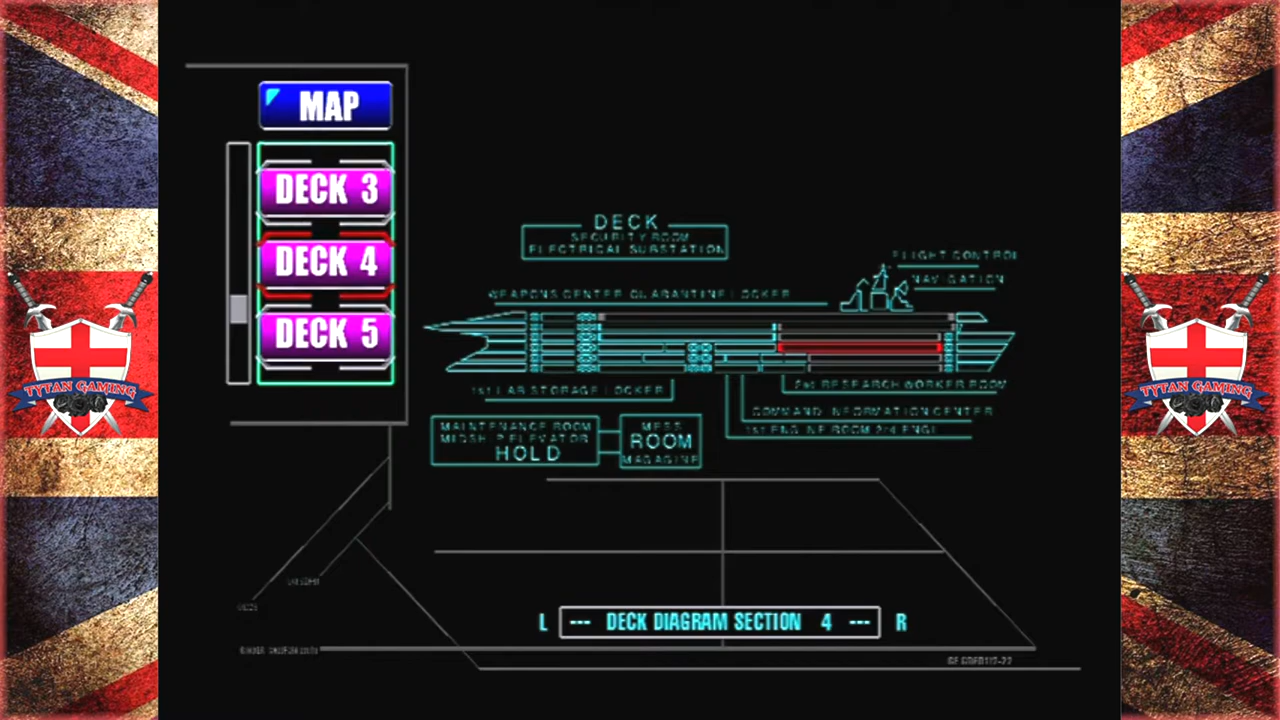 MAP
DECK 3
DECK 4
DECK 5
DECK
SECURITY ROOM
ELECTRICAL SUBSTATION
FLIGHT CONTROL
NAVIGATION
WEAPONS CENTER QUARANTINE LOCKER
1st LAB STORAGE LOCKER
2nd RESEARCH WORKER ROOM
COMMAND INFORMATION CENTER
1st ENGINE ROOM 2nd ENGI
MAINTENANCE ROOM
MIDSHIP ELEVATOR
HOLD
MESS
ROOM
MAGAZINE
L --- DECK DIAGRAM SECTION 4 --- R
TYTAN GAMING
TYTAN GAMING